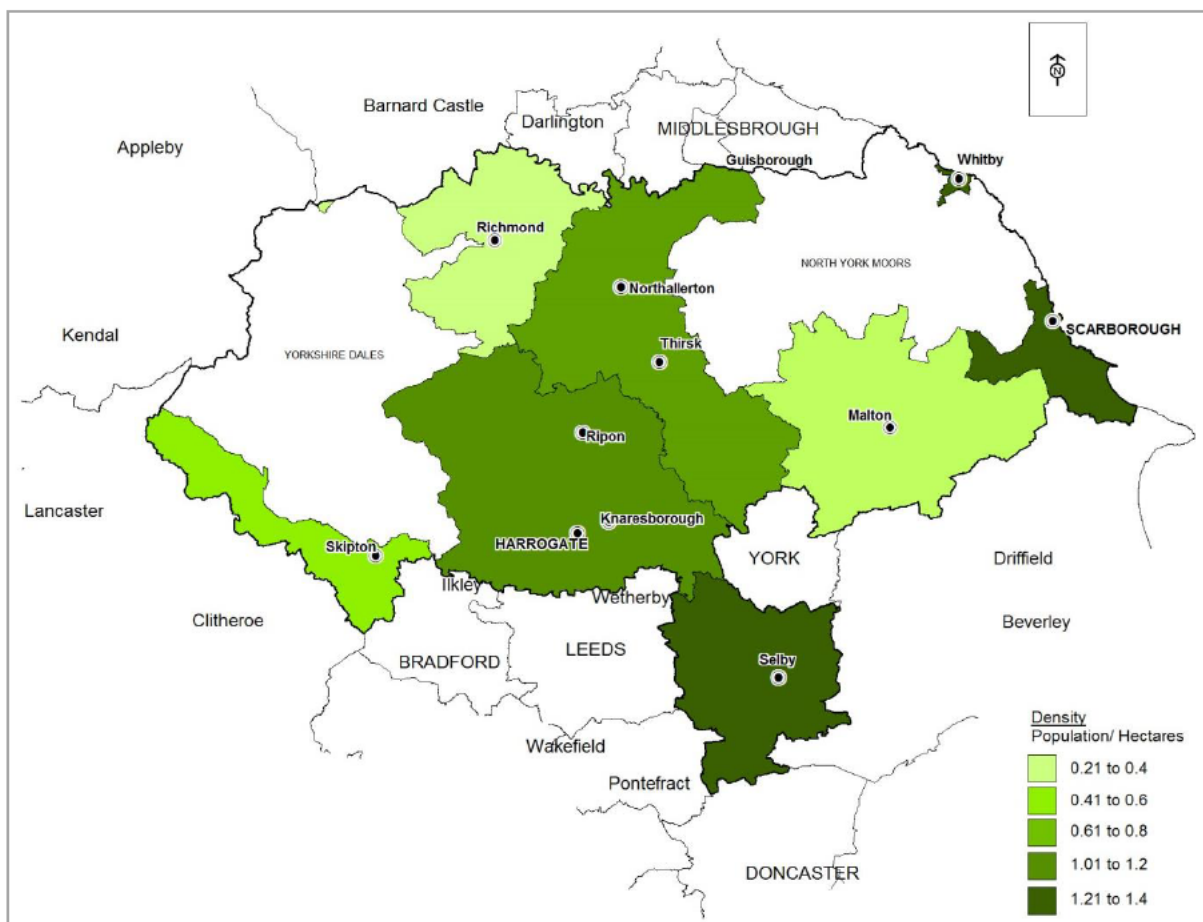 N
Barnard Castle
Darlington
MIDDLESBROUGH
Appleby
Guisborough
Whitby
Richmond
NORTH YORK MOORS
Northallerton
SCARBOROUGH
Kendal
YORKSHIRE DALES
Thirsk
Malton
Ripon
Lancaster
Knaresborough
HARROGATE
Skipton
YORK
Driffield
Ilkley
Wetherby
Clitheroe
Beverley
LEEDS
BRADFORD
Selby
Wakefield
Pontefract
DONCASTER
Density
Population/ Hectares
0.21 to 0.4
0.41 to 0.6
0.61 to 0.8
1.01 to 1.2
1.21 to 1.4